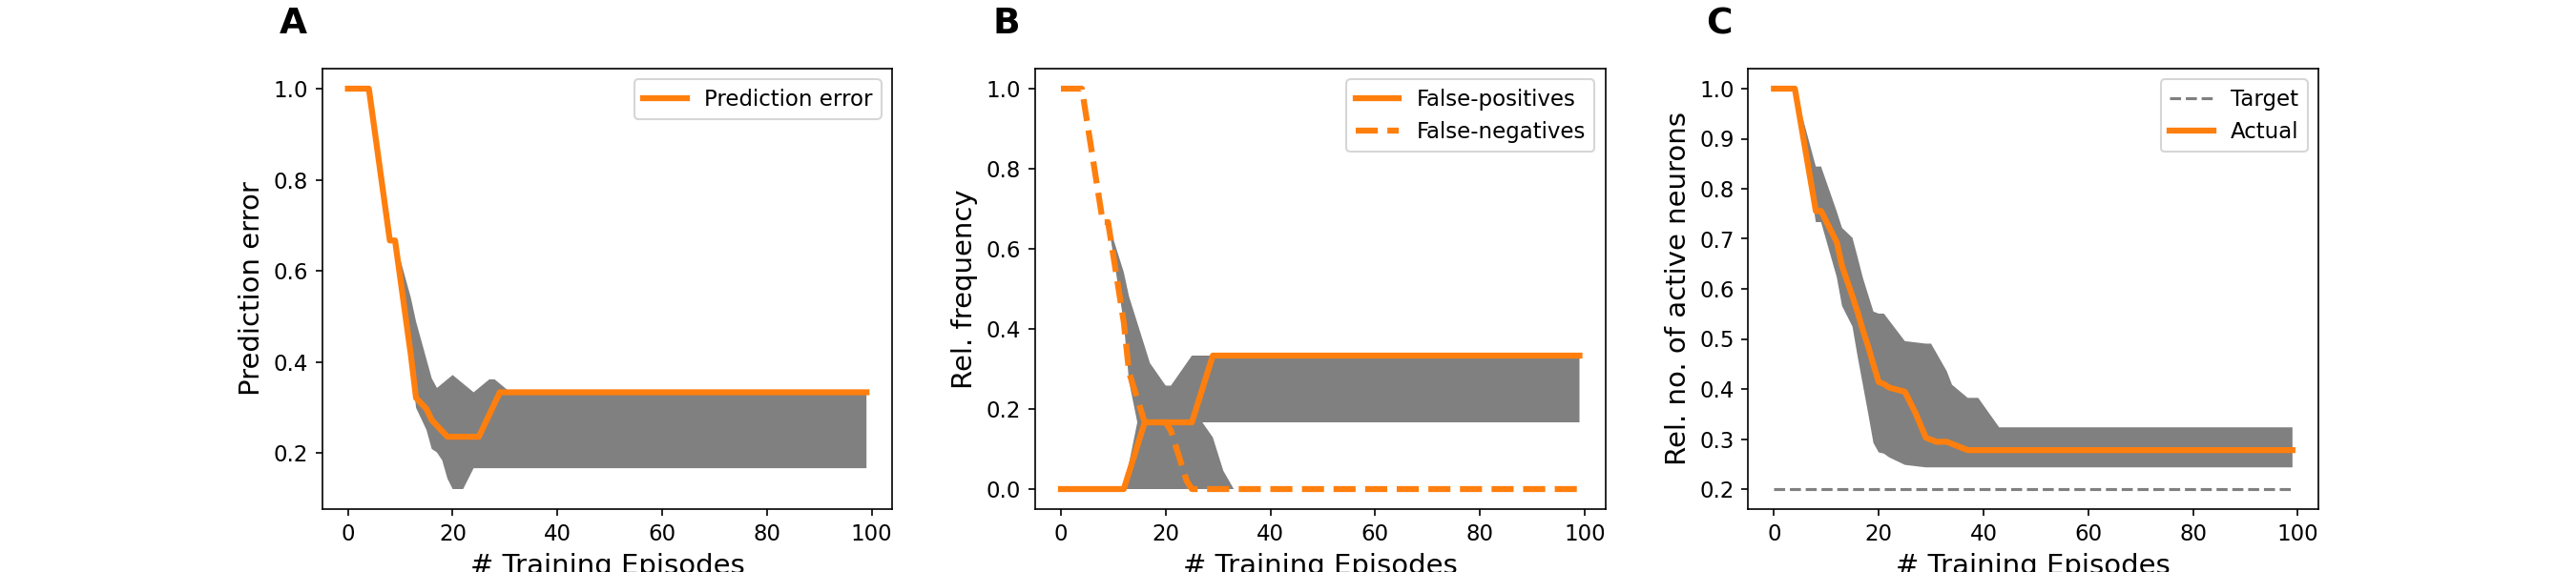 A
Prediction error
1.0
0.8
0.6
0.4
0.2
0 20 40 60 80 100
# Training Episodes
Prediction error
B
False-positives
False-negatives
1.0
0.8
0.6
0.4
0.2
0.0
0 20 40 60 80 100
# Training Episodes
Rel. frequency
C
Target
Actual
1.0
0.9
0.8
0.7
0.6
0.5
0.4
0.3
0.2
0 20 40 60 80 100
# Training Episodes
Rel. no. of active neurons